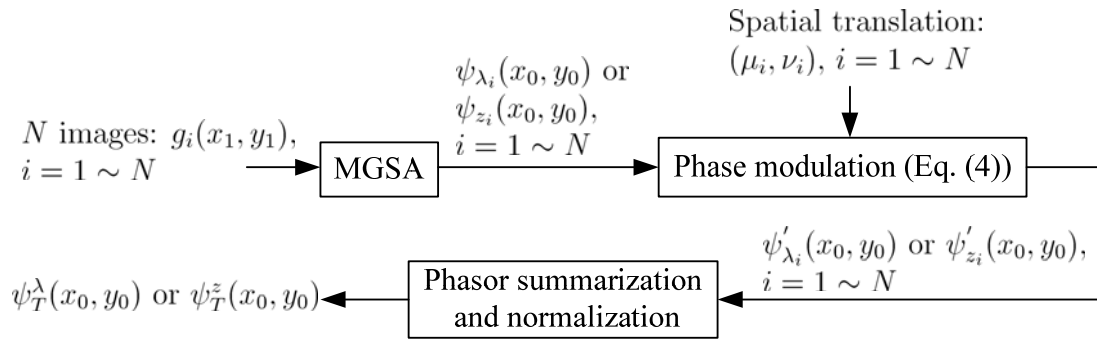 N images: g_i(x_1, y_1),
i = 1 ∼ N
MGSA
ψ_{λ_i}(x_0, y_0) or
ψ_{z_i}(x_0, y_0),
i = 1 ∼ N
Spatial translation:
(μ_i, ν_i), i = 1 ∼ N
Phase modulation (Eq. (4))
ψ′_{λ_i}(x_0, y_0) or ψ′_{z_i}(x_0, y_0),
i = 1 ∼ N
Phasor summarization
and normalization
ψ_T^λ(x_0, y_0) or ψ_T^z(x_0, y_0)